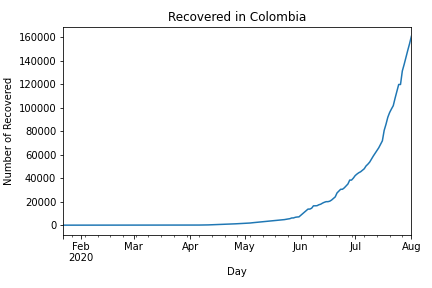 Recovered in Colombia
Number of Recovered
160000
140000
120000
100000
80000
60000
40000
20000
0
Feb Mar Apr May Jun Jul Aug
2020
Day